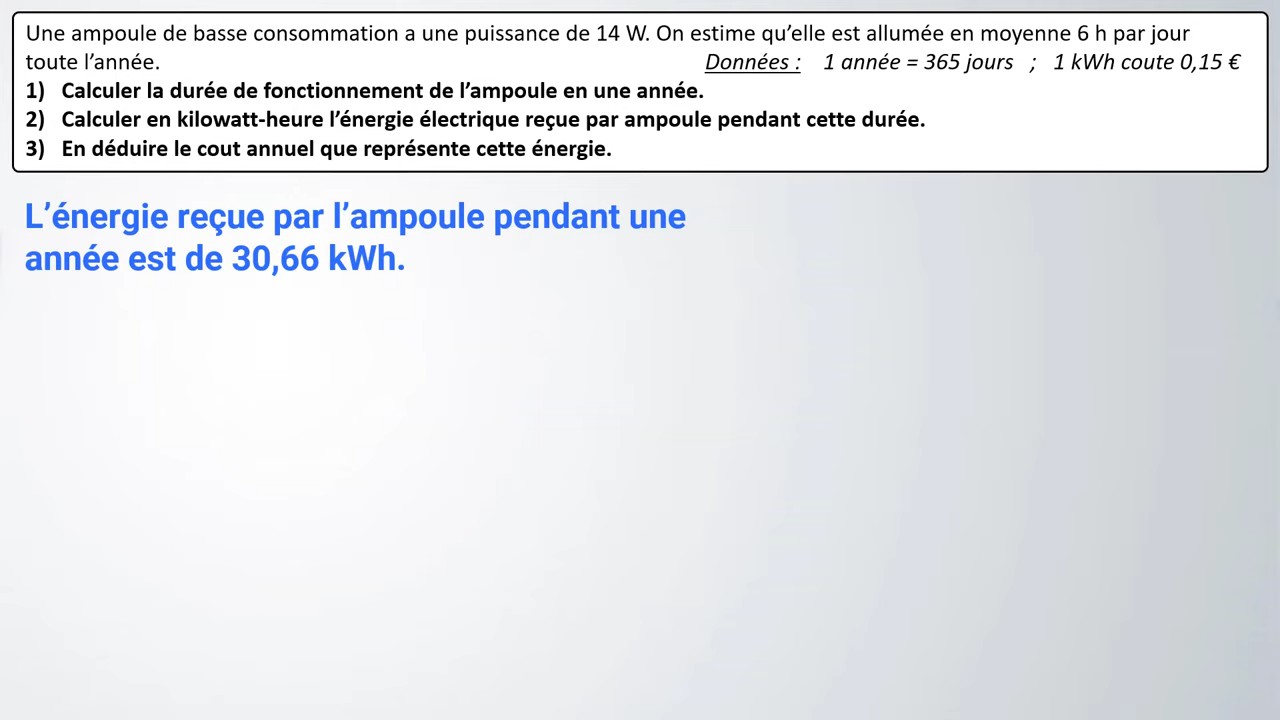 Une ampoule de basse consommation a une puissance de 14 W. On estime qu’elle est allumée en moyenne 6 h par jour
toute l’année. Données : 1 année = 365 jours ; 1 kWh coute 0,15 €
1) Calculer la durée de fonctionnement de l’ampoule en une année.
2) Calculer en kilowatt-heure l’énergie électrique reçue par ampoule pendant cette durée.
3) En déduire le cout annuel que représente cette énergie.
L’énergie reçue par l’ampoule pendant une
année est de 30,66 kWh.